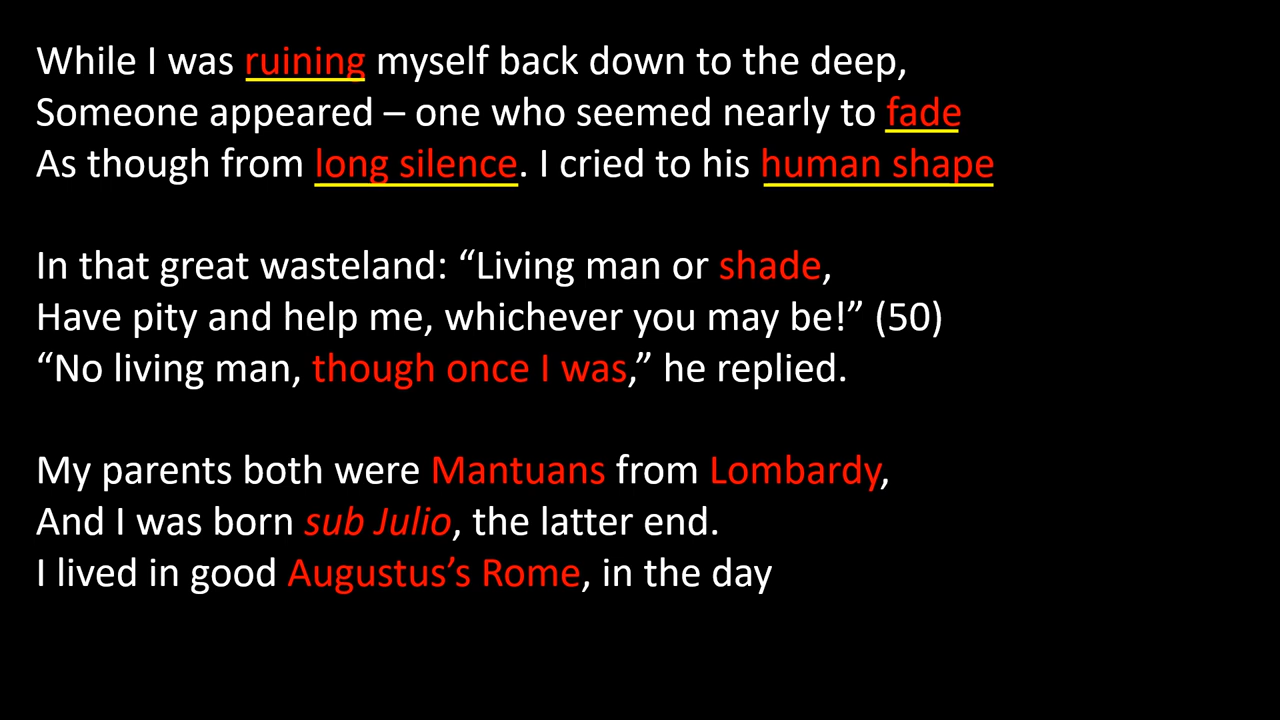 While I was ruining myself back down to the deep,
Someone appeared – one who seemed nearly to fade
As though from long silence. I cried to his human shape
In that great wasteland: “Living man or shade,
Have pity and help me, whichever you may be!” (50)
“No living man, though once I was,” he replied.
My parents both were Mantuans from Lombardy,
And I was born sub Julio, the latter end.
I lived in good Augustus’s Rome, in the day